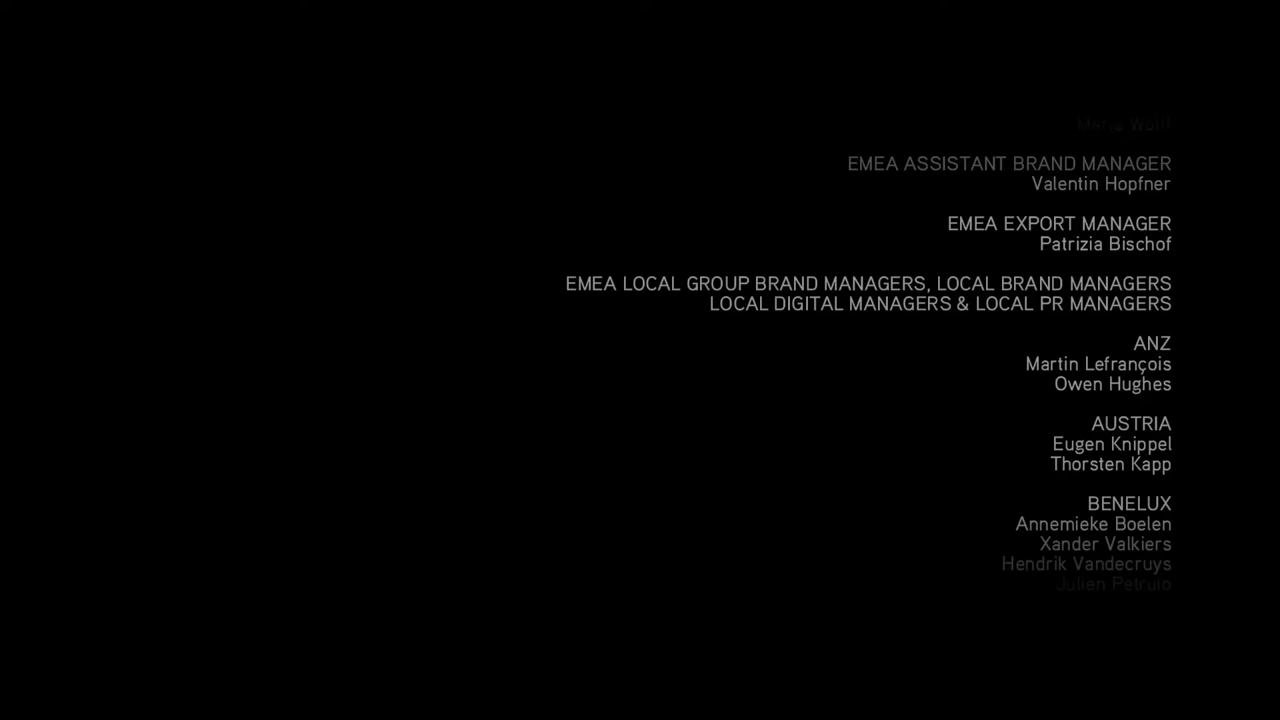 EMEA ASSISTANT BRAND MANAGER
Valentin Hopfner
EMEA EXPORT MANAGER
Patrizia Bischof
EMEA LOCAL GROUP BRAND MANAGERS, LOCAL BRAND MANAGERS
LOCAL DIGITAL MANAGERS & LOCAL PR MANAGERS
ANZ
Martin Lefrançois
Owen Hughes
AUSTRIA
Eugen Knippel
Thorsten Kapp
BENELUX
Annemieke Boelen
Xander Valkiers
Hendrik Vandecruys
Julien